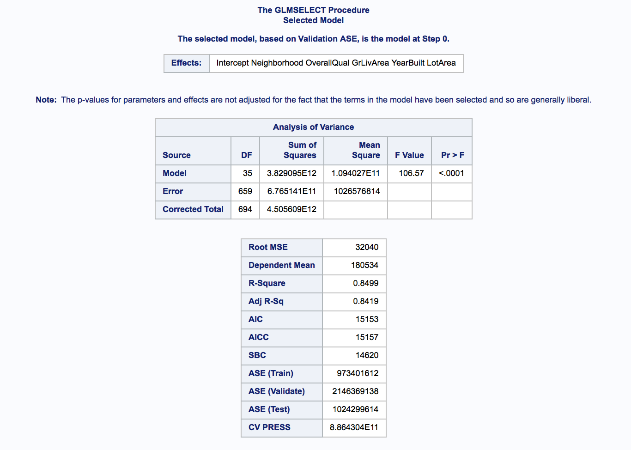 The GLMSELECT Procedure
Selected Model
The selected model, based on Validation ASE, is the model at Step 0.
Effects: Intercept Neighborhood OverallQual GrLivArea YearBuilt LotArea
Note: The p-values for parameters and effects are not adjusted for the fact that the terms in the model have been selected and so are generally liberal.
Analysis of Variance
Source DF Sum of Squares Mean Square F Value Pr > F
Model 35 3.829095E12 1.094027E11 106.57 <.0001
Error 659 6.765141E11 1026576814
Corrected Total 694 4.505609E12
Root MSE 32040
Dependent Mean 180534
R-Square 0.8499
Adj R-Sq 0.8419
AIC 15153
AICC 15157
SBC 14620
ASE (Train) 973401612
ASE (Validate) 2146369138
ASE (Test) 1024299614
CV PRESS 8.864304E11